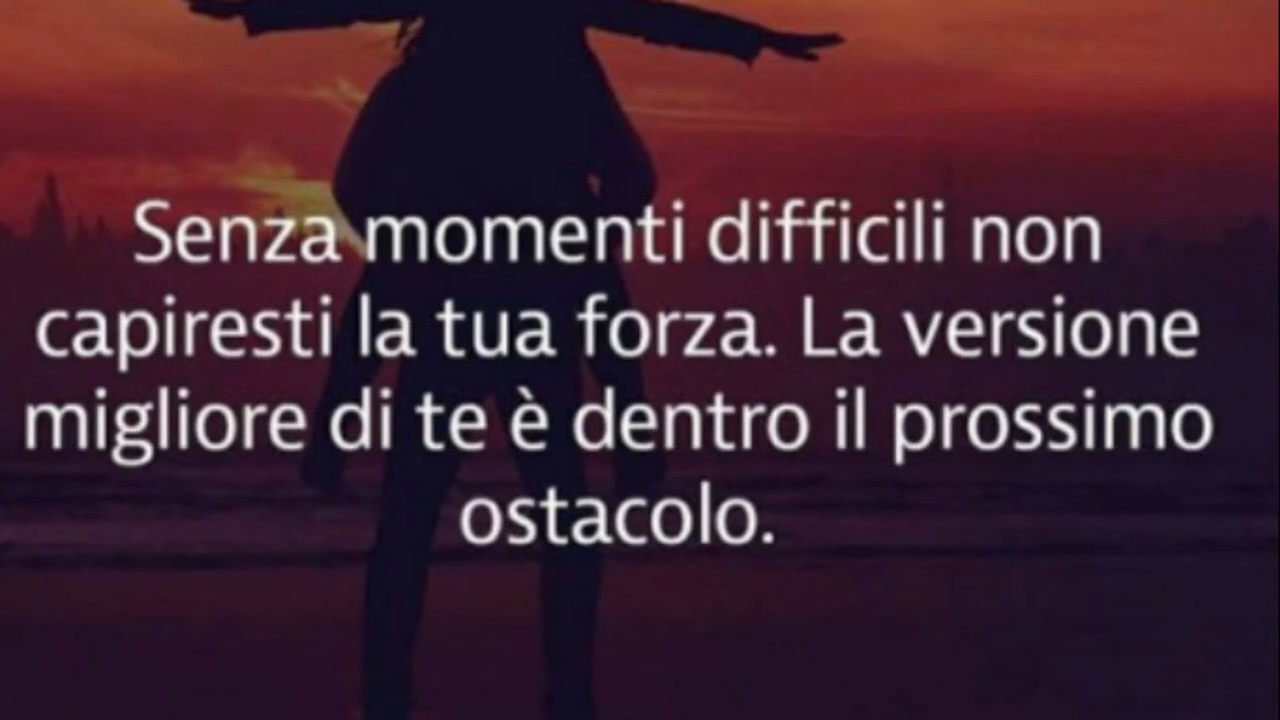 Senza momenti difficili non
capiresti la tua forza. La versione
migliore di te è dentro il prossimo
ostacolo.